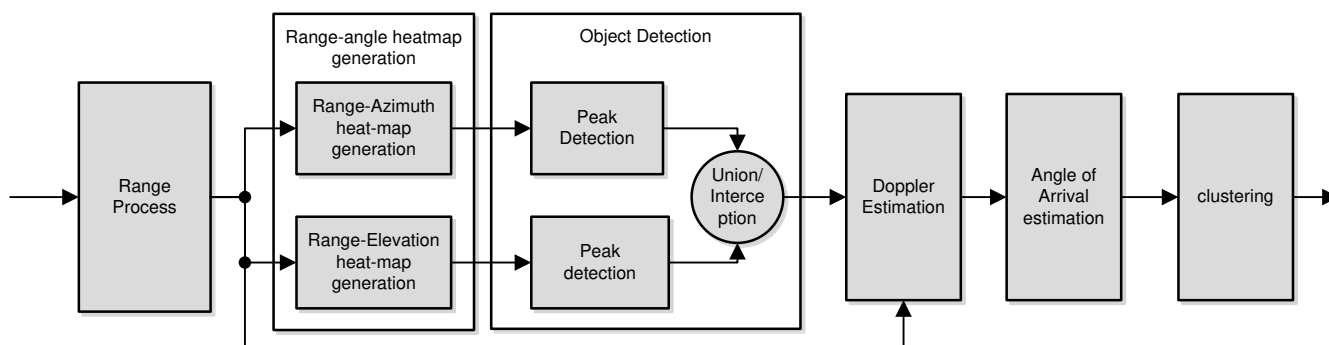 Range-angle heatmap
generation
Object Detection
Range
Process
Range-Azimuth
heat-map
generation
Range-Elevation
heat-map
generation
Peak
Detection
Peak
detection
Union/
Interce
ption
Doppler
Estimation
Angle of
Arrival
estimation
clustering